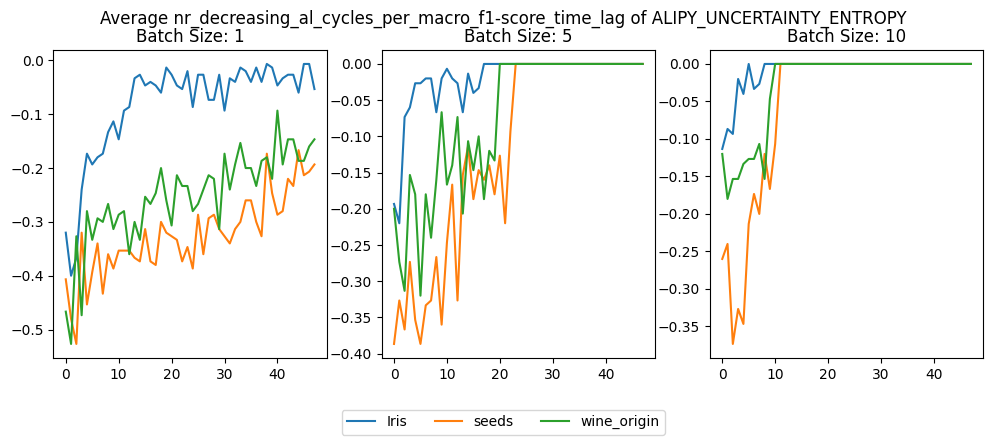 Average nr_decreasing_al_cycles_per_macro_f1-score_time_lag of ALIPY_UNCERTAINTY_ENTROPY
Batch Size: 1
0.0
−0.1
−0.2
−0.3
−0.4
−0.5
0 10 20 30 40
Batch Size: 5
0.00
−0.05
−0.10
−0.15
−0.20
−0.25
−0.30
−0.35
−0.40
0 10 20 30 40
Batch Size: 10
0.00
−0.05
−0.10
−0.15
−0.20
−0.25
−0.30
−0.35
0 10 20 30 40
Iris seeds wine_origin